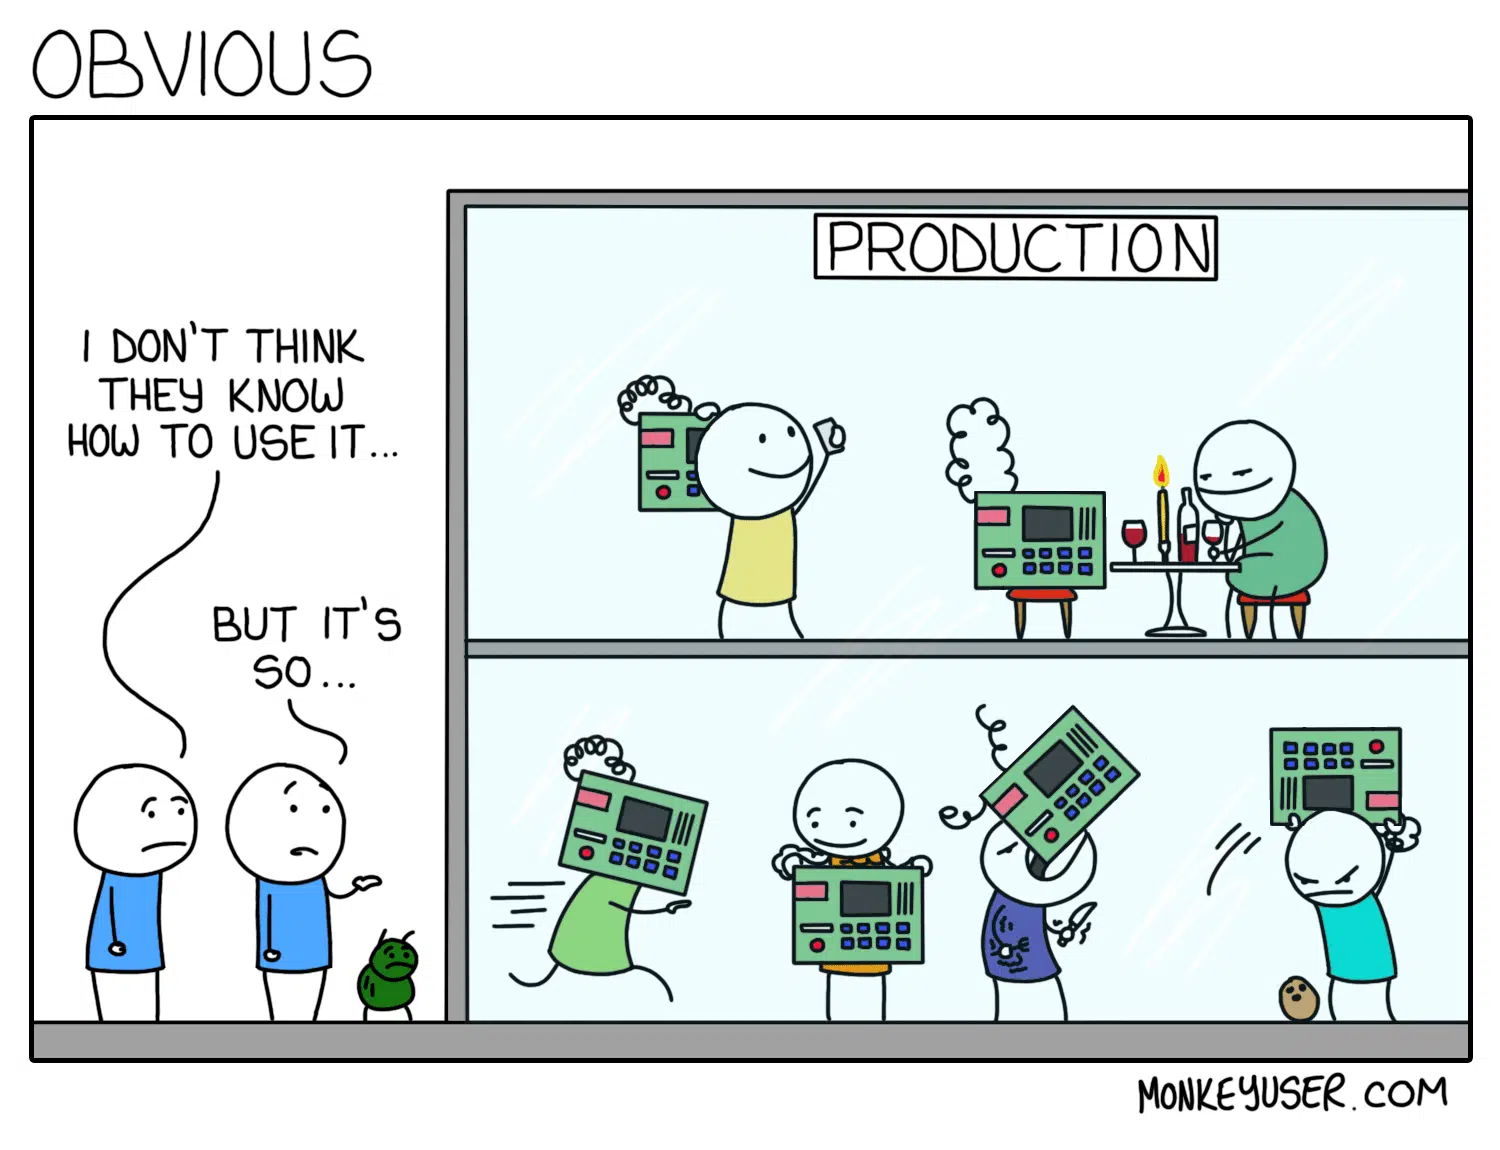 OBVIOUS
PRODUCTION
I DON'T THINK
THEY KNOW
HOW TO USE IT...
BUT IT'S
SO...
MONKEYUSER.COM